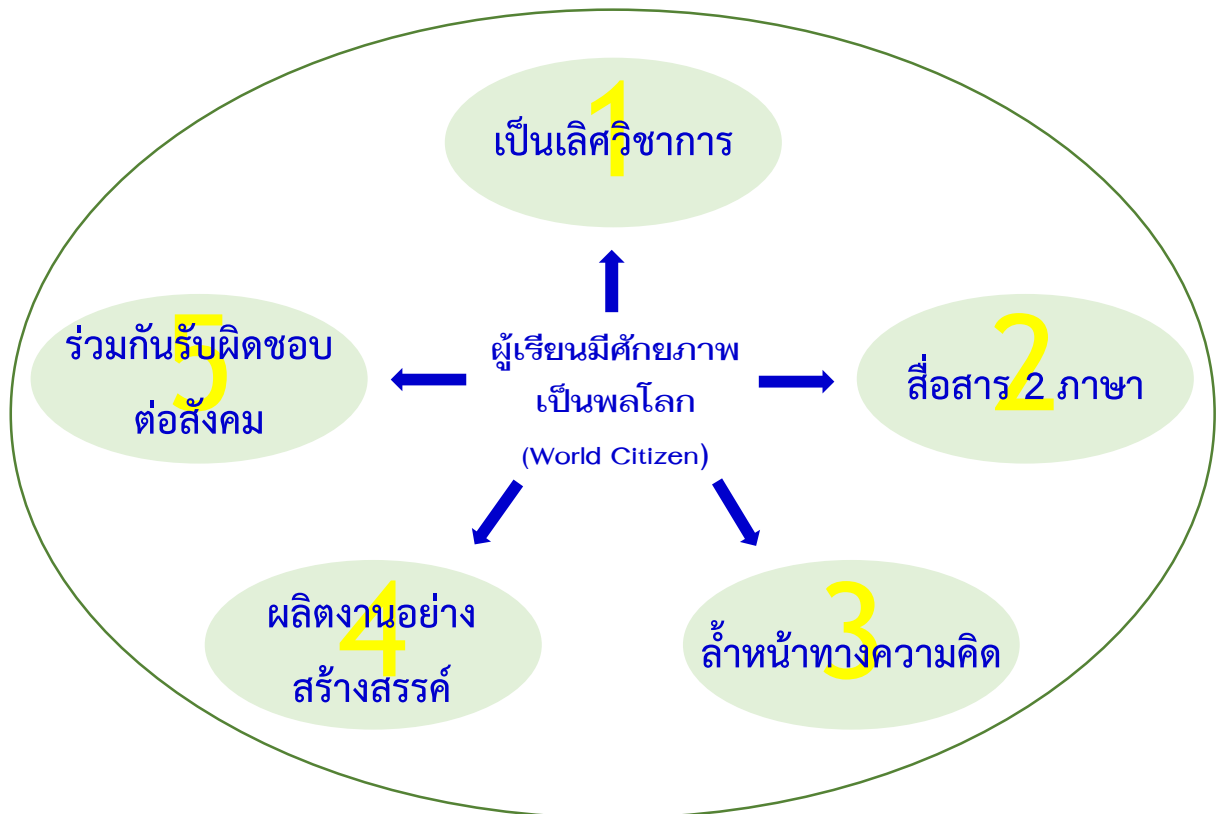 1
เป็นเลิศวิชาการ
2
สื่อสาร 2 ภาษา
3
ล้ำหน้าทางความคิด
4
ผลิตงานอย่าง
สร้างสรรค์
5
ร่วมกันรับผิดชอบ
ต่อสังคม
ผู้เรียนมีศักยภาพ
เป็นพลโลก
(World Citizen)